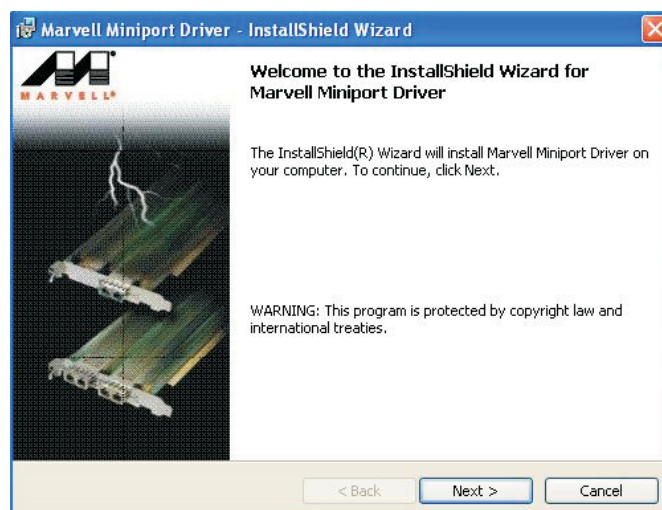 Marvell Miniport Driver - InstallShield Wizard
MARVELL®
Welcome to the InstallShield Wizard for
Marvell Miniport Driver
The InstallShield(R) Wizard will install Marvell Miniport Driver on
your computer. To continue, click Next.
WARNING: This program is protected by copyright law and
international treaties.
< Back
Next >
Cancel